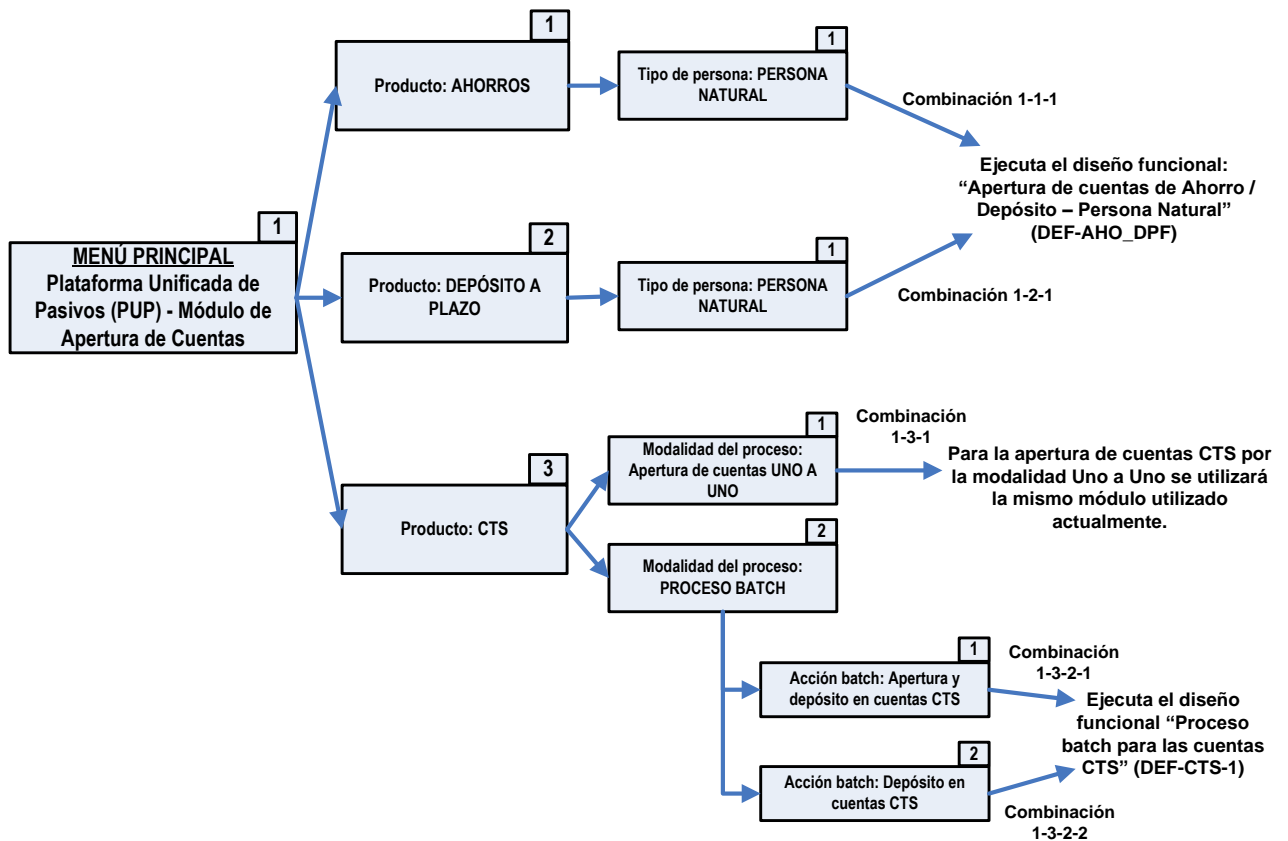 1
Producto: AHORROS
1
Tipo de persona: PERSONA
NATURAL
Combinación 1-1-1
Ejecuta el diseño funcional:
“Apertura de cuentas de Ahorro /
Depósito – Persona Natural”
(DEF-AHO_DPF)
1
MENÚ PRINCIPAL
Plataforma Unificada de
Pasivos (PUP) - Módulo de
Apertura de Cuentas
2
Producto: DEPÓSITO A
PLAZO
1
Tipo de persona: PERSONA
NATURAL
Combinación 1-2-1
3
Producto: CTS
1
Modalidad del proceso:
Apertura de cuentas UNO A
UNO
Combinación
1-3-1
Para la apertura de cuentas CTS por
la modalidad Uno a Uno se utilizará
la mismo módulo utilizado
actualmente.
2
Modalidad del proceso:
PROCESO BATCH
1
Acción batch: Apertura y
depósito en cuentas CTS
Combinación
1-3-2-1
Ejecuta el diseño
funcional “Proceso
batch para las cuentas
CTS” (DEF-CTS-1)
2
Acción batch: Depósito en
cuentas CTS
Combinación
1-3-2-2